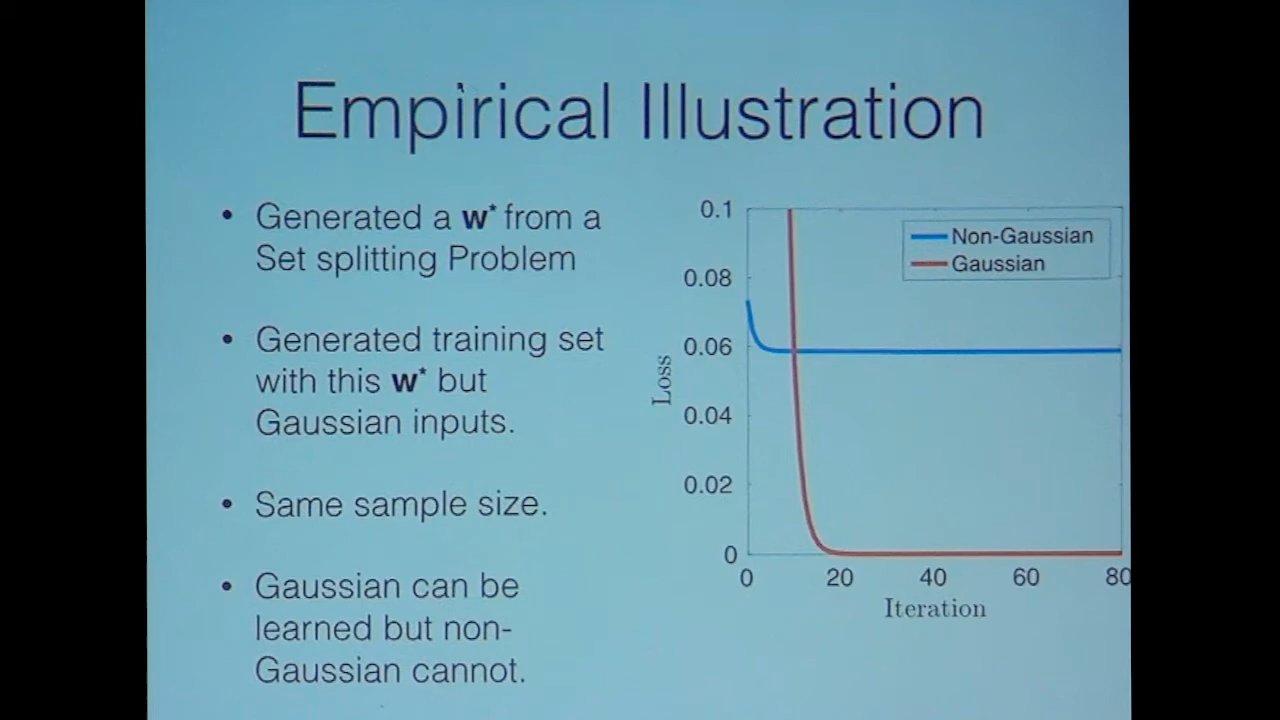 Empirical Illustration
• Generated a w* from a
Set splitting Problem
• Generated training set
with this w* but
Gaussian inputs.
• Same sample size.
• Gaussian can be
learned but non-
Gaussian cannot.
0.1
0.08
0.06
0.04
0.02
0
Loss
Non-Gaussian
Gaussian
0 20 40 60 80
Iteration